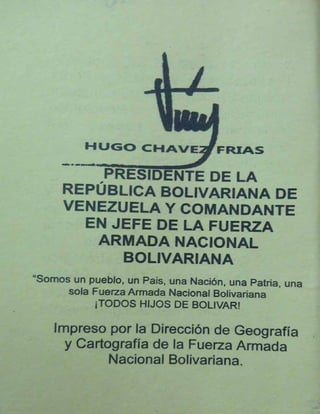 HUGO CHAVEZ FRIAS
PRESIDENTE DE LA
REPÚBLICA BOLIVARIANA DE
VENEZUELA Y COMANDANTE
EN JEFE DE LA FUERZA
ARMADA NACIONAL
BOLIVARIANA
“Somos un pueblo, un Pais, una Nación, una Patria, una
sola Fuerza Armada Nacional Bolivariana
¡TODOS HIJOS DE BOLIVAR!
Impreso por la Dirección de Geografía
y Cartografía de la Fuerza Armada
Nacional Bolivariana.